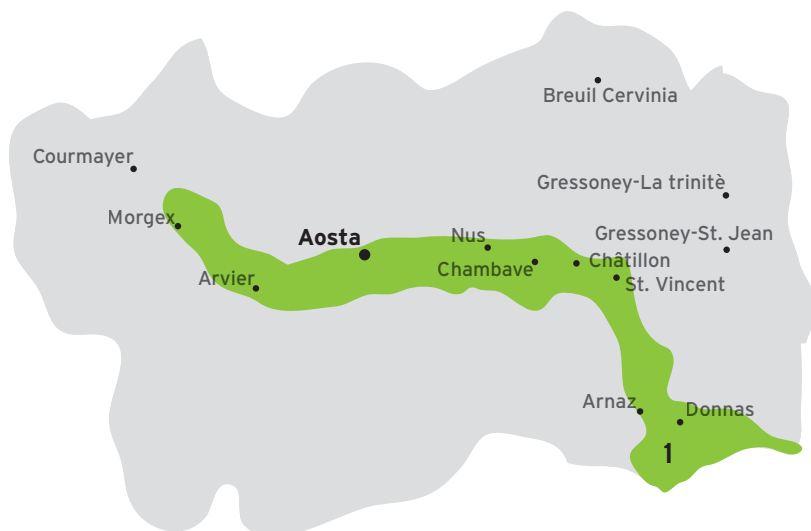 Breuil Cervinia
Courmayer
Gressoney-La trinitè
Morgex
Aosta
Nus
Gressoney-St. Jean
Arvier
Chambave
Châtillon
St. Vincent
Arnaz
Donnas
1